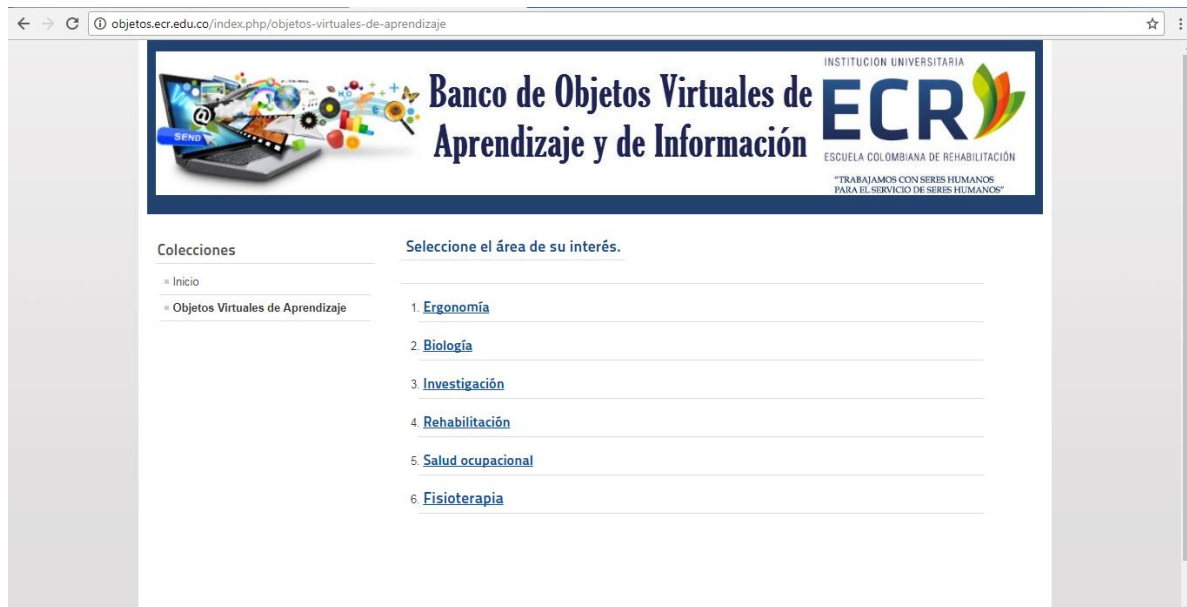 objetos.ecr.edu.co/index.php/objetos-virtuales-de-aprendizaje
Banco de Objetos Virtuales de
Aprendizaje y de Información
@
SEND
H₂O
INSTITUCION UNIVERSITARIA
ECR
ESCUELA COLOMBIANA DE REHABILITACIÓN
"TRABAJAMOS CON SERES HUMANOS
PARA EL SERVICIO DE SERES HUMANOS"
Colecciones
Inicio
Objetos Virtuales de Aprendizaje
Seleccione el área de su interés.
1. Ergonomía
2. Biología
3. Investigación
4. Rehabilitación
5. Salud ocupacional
6. Fisioterapia